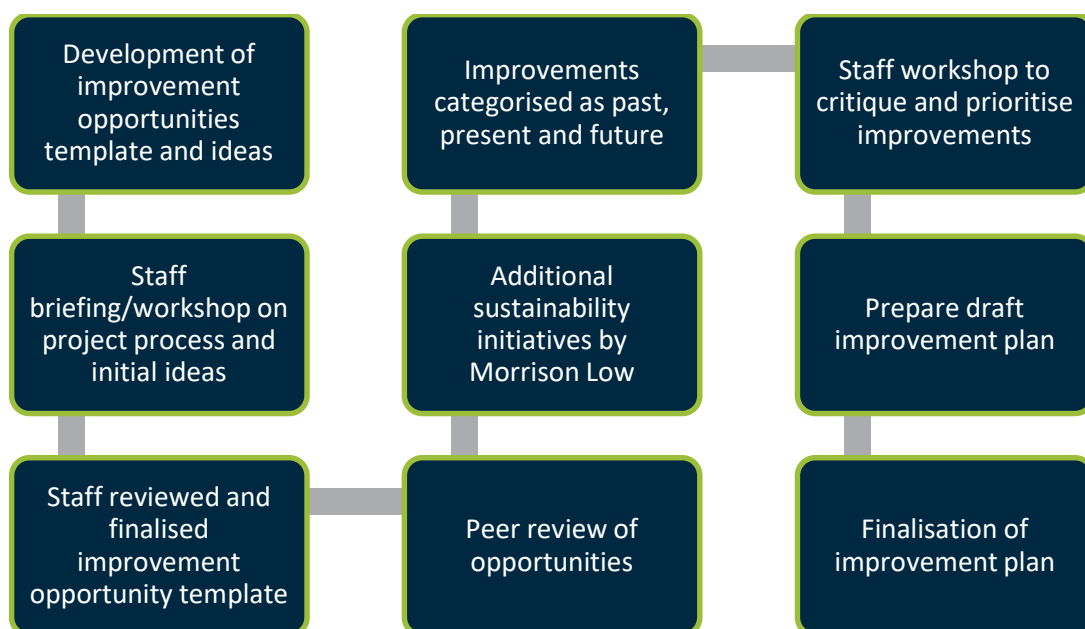 Development of
improvement
opportunities
template and ideas
Staff
briefing/workshop on
project process and
initial ideas
Staff reviewed and
finalised
improvement
opportunity template
Peer review of
opportunities
Additional
sustainability
initiatives by
Morrison Low
Improvements
categorised as past,
present and future
Staff workshop to
critique and prioritise
improvements
Prepare draft
improvement plan
Finalisation of
improvement plan